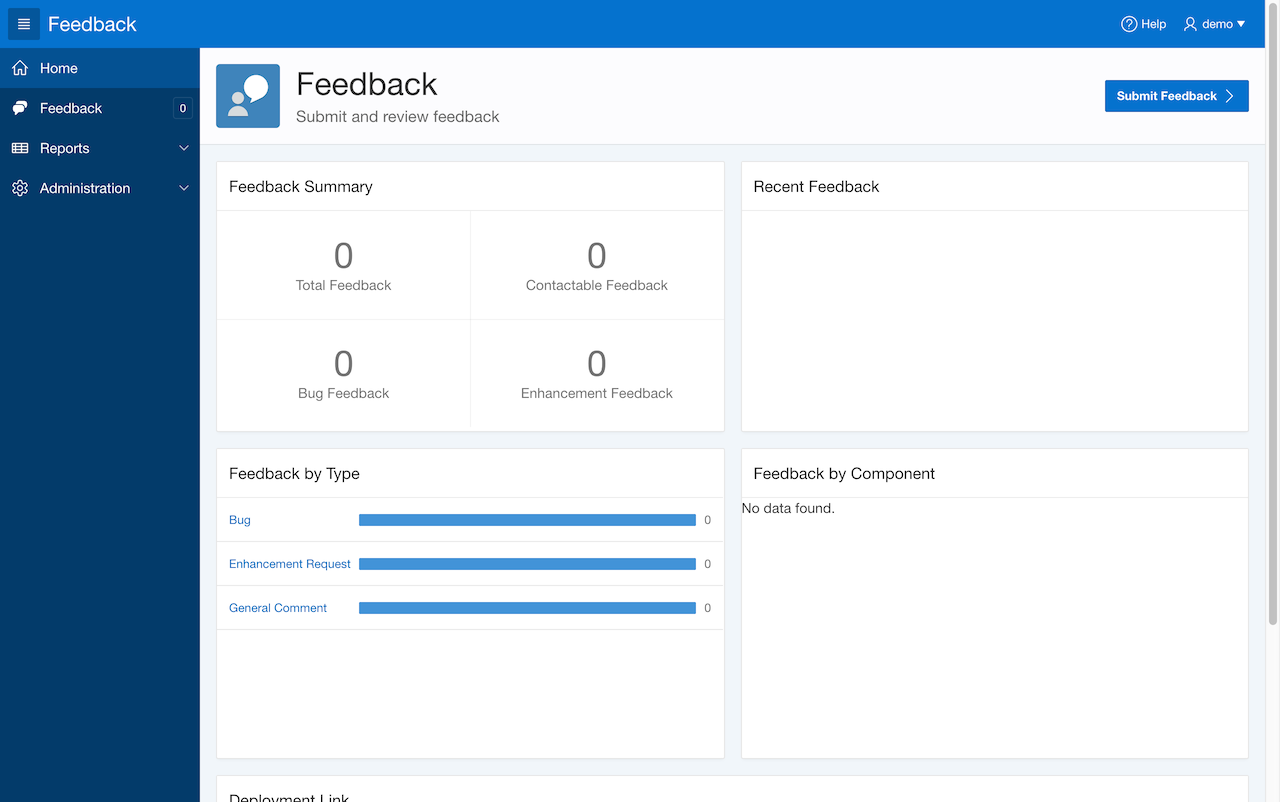 Feedback
Help
demo
Home
Feedback 0
Reports
Administration
Feedback
Submit and review feedback
Submit Feedback
Feedback Summary
0
Total Feedback
0
Contactable Feedback
0
Bug Feedback
0
Enhancement Feedback
Recent Feedback
Feedback by Type
Bug 0
Enhancement Request 0
General Comment 0
Feedback by Component
No data found.
Deployment Link